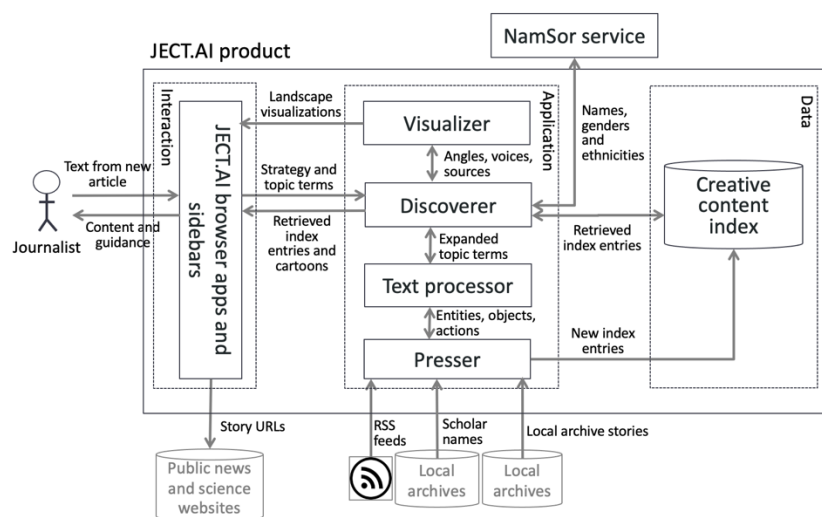 NamSor service
JECT.AI product
Interaction
Application
Data
Landscape
visualizations
Visualizer
Names,
genders
and
ethnicities
JECT.AI browser apps and
sidebars
Text from new
article
Strategy and
topic terms
Angles, voices,
sources
Discoverer
Creative
content
index
Journalist
Content and
guidance
Retrieved
index
entries and
cartoons
Expanded
topic terms
Retrieved
index entries
Text processor
Entities, objects,
actions
Presser
New index
entries
Story URLs
RSS
feeds
Scholar
names
Local archive stories
Public news
and science
websites
Local
archives
Local
archives